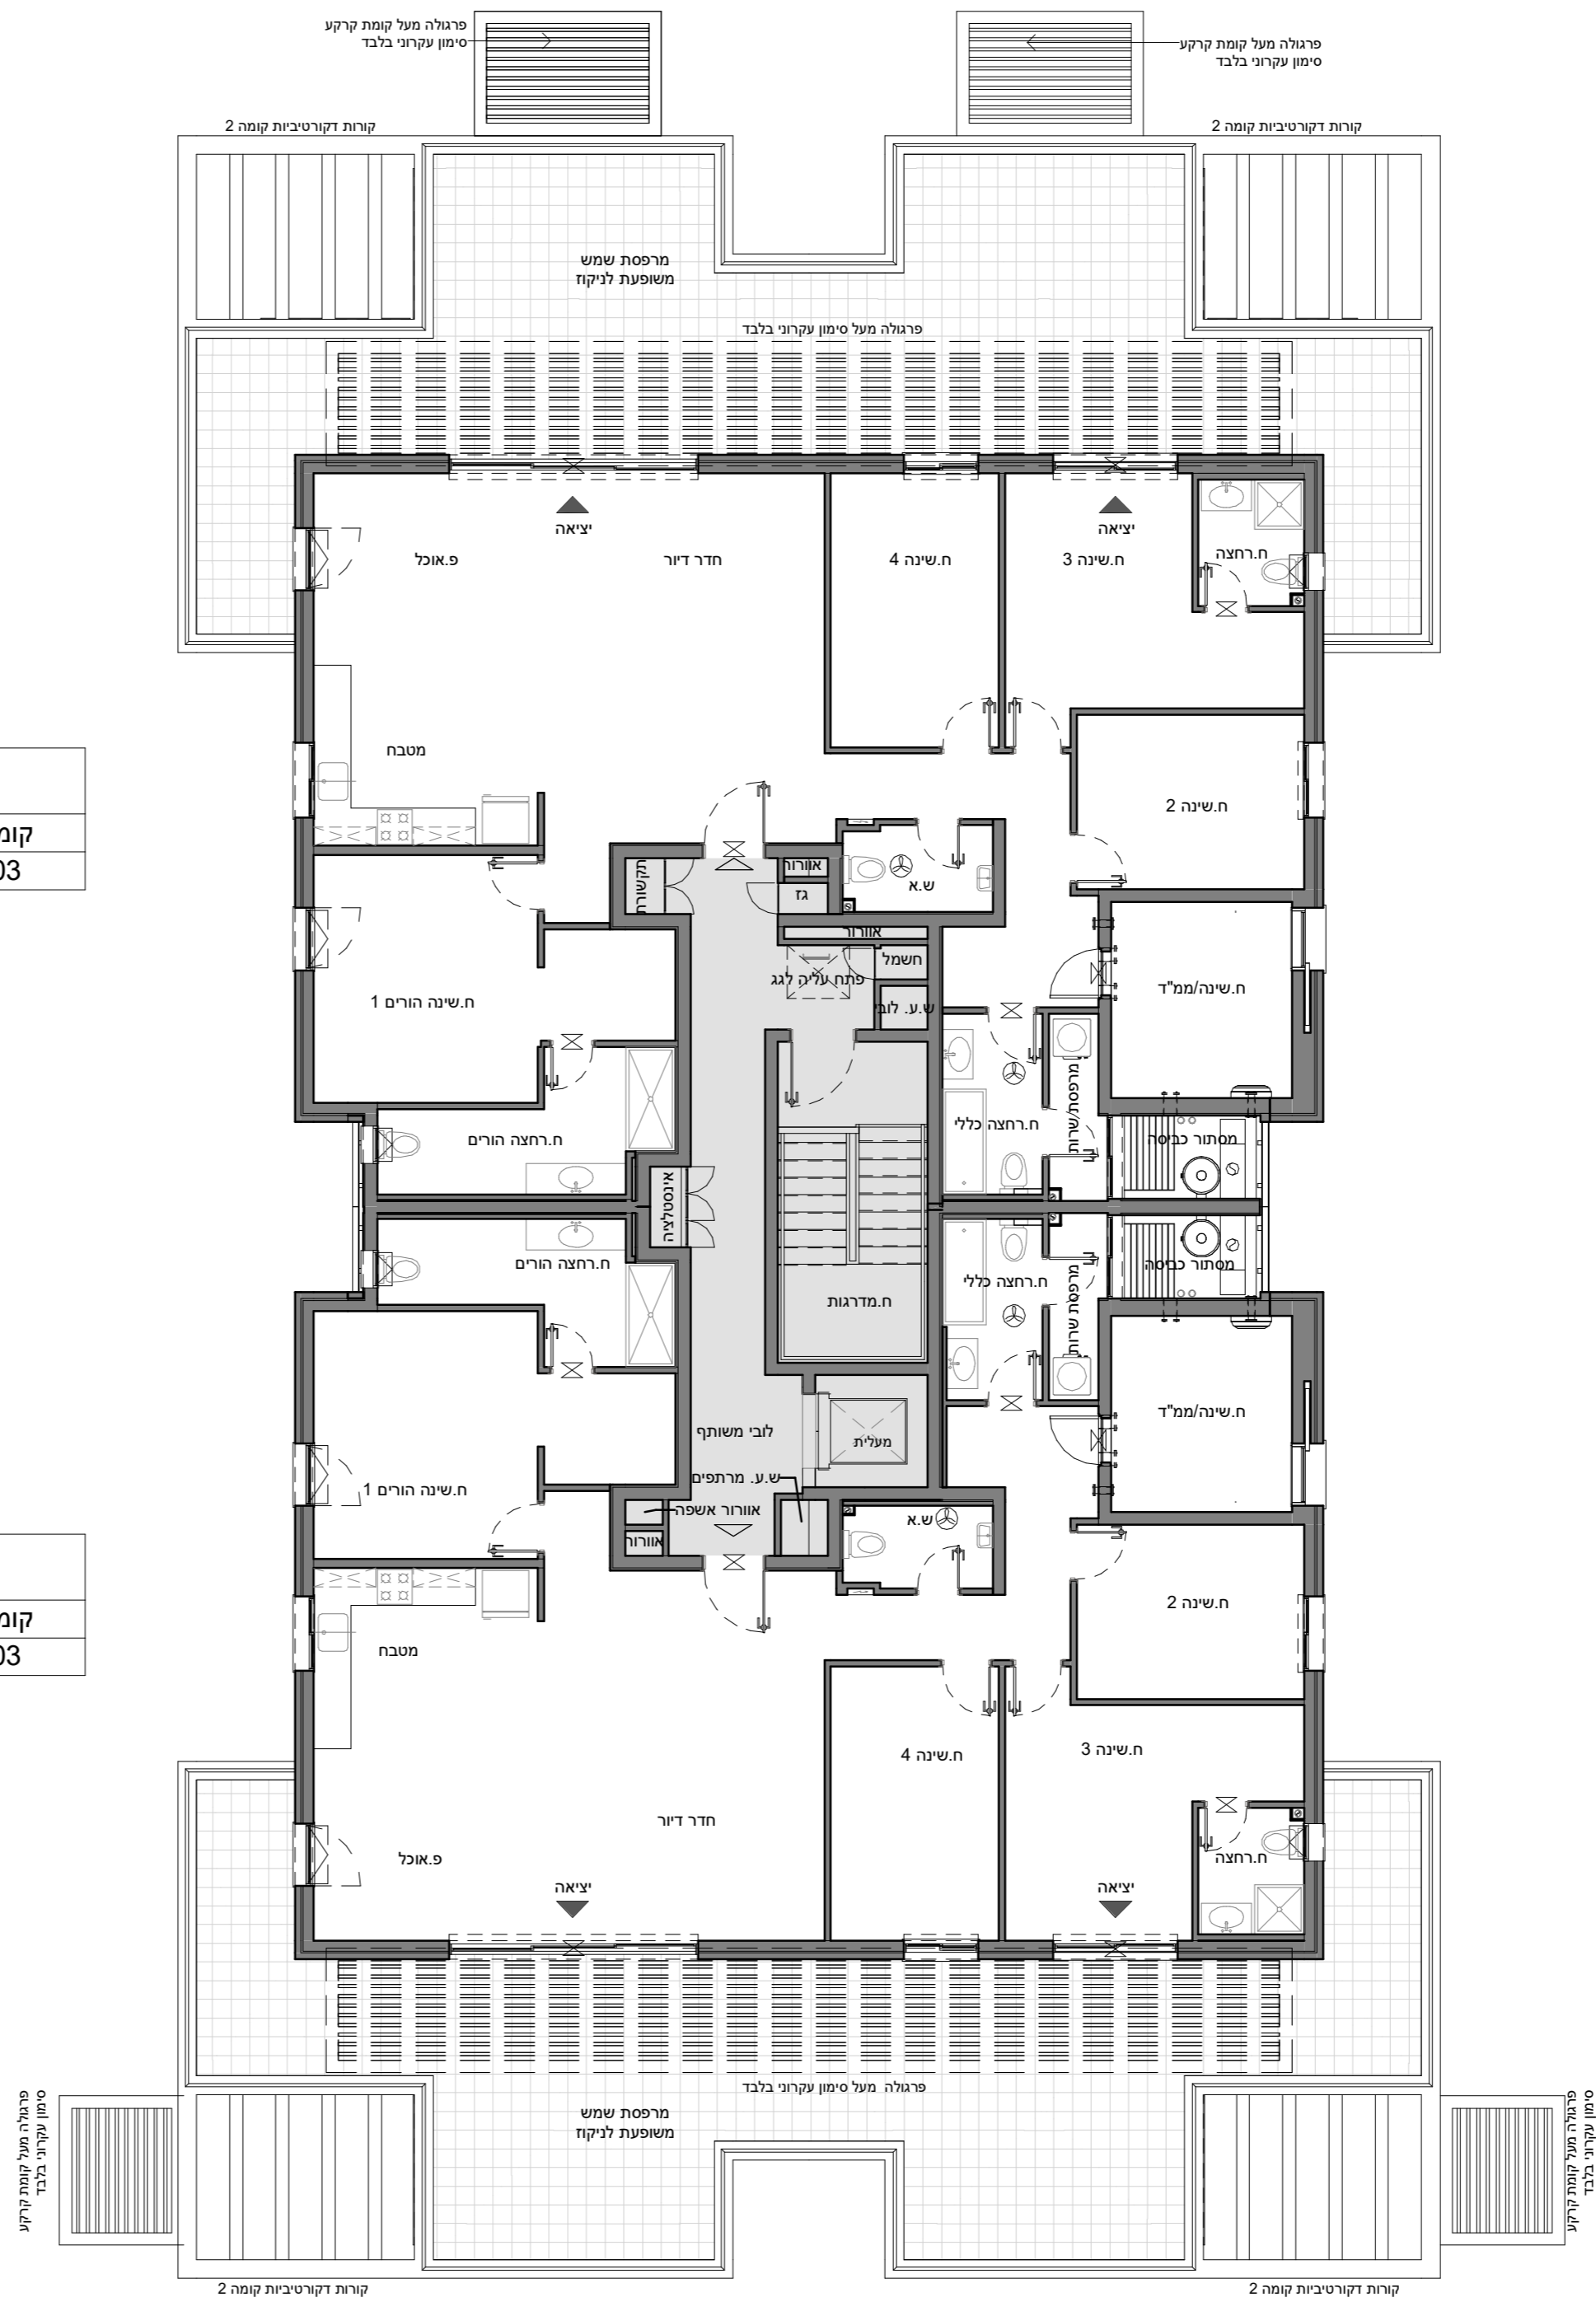 פרגולה מעל קומת קרקע
סימון עקרוני בלבד
פרגולה מעל קומת קרקע
סימון עקרוני בלבד
קורות דקורטיביות קומה 2
קורות דקורטיביות קומה 2
מרפסת שמש
משופעת לניקוז
פרגולה מעל סימון עקרוני בלבד
יציאה
יציאה
ח.רחצה
ח.שינה 3
ח.שינה 4
חדר דיור
פ.אוכל
מטבח
ח.שינה 2
קומ
03
תקשורת
אוורור
גז
ש.א
אוורור
חשמל
פתח עליה לגג
ש.ע. לובי
ח.שינה/ממ"ד
ח.שינה הורים 1
מרפסת שרות
ח.רחצה כללי
מסתור כביסה
ח.רחצה הורים
אינסטלציה
ח.רחצה הורים
מסתור כביסה
ח.רחצה כללי
מרפסת שרות
ח.מדרגות
ח.שינה/ממ"ד
לובי משותף
מעלית
ש.ע. מרתפים
ח.שינה הורים 1
אוורור אשפה
ש.א
אוורור
ח.שינה 2
קומ
03
מטבח
ח.שינה 3
ח.שינה 4
חדר דיור
פ.אוכל
ח.רחצה
יציאה
יציאה
פרגולה מעל סימון עקרוני בלבד
מרפסת שמש
משופעת לניקוז
פרגולה מעל קומת קרקע
סימון עקרוני בלבד
פרגולה מעל קומת קרקע
סימון עקרוני בלבד
קורות דקורטיביות קומה 2
קורות דקורטיביות קומה 2